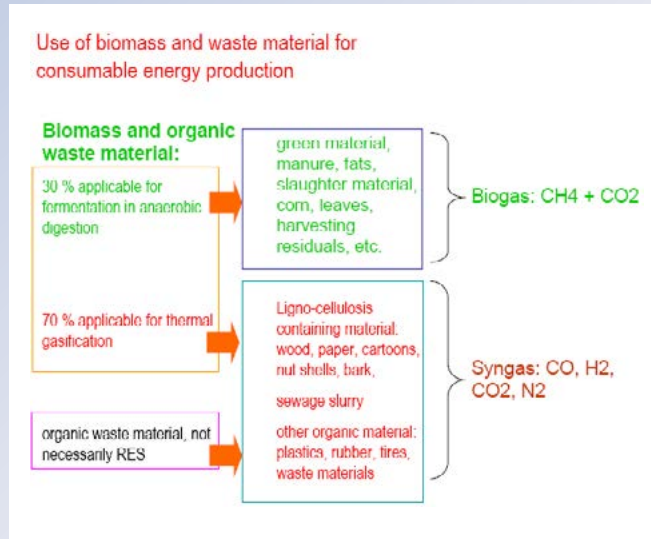 Use of biomass and waste material for
consumable energy production
Biomass and organic
waste material:
30 % applicable for
fermentation in anaerobic
digestion
green material,
manure, fats,
slaughter material,
corn, leaves,
harvesting
residuals, etc.
Biogas: CH4 + CO2
70 % applicable for thermal
gasification
Ligno-cellulosis
containing material:
wood, paper, cartoons,
nut shells, bark,
sewage slurry
other organic material:
plastics, rubber, tires,
waste materials
Syngas: CO, H2,
CO2, N2
organic waste material, not
necessarily RES